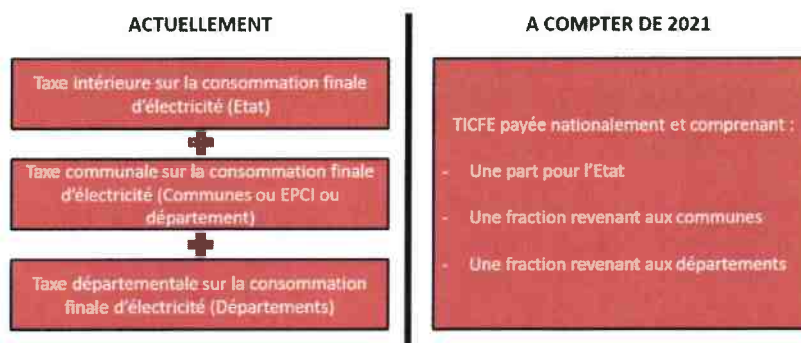 ACTUELLEMENT
Taxe intérieure sur la consommation finale
d'électricité (Etat)
Taxe communale sur la consommation finale
d'électricité (Communes ou EPCI ou
département)
Taxe départementale sur la consommation
finale d'électricité (Départements)
A COMPTER DE 2021
TICFE payée nationalement et comprenant :
- Une part pour l'Etat
- Une fraction revenant aux communes
- Une fraction revenant aux départements